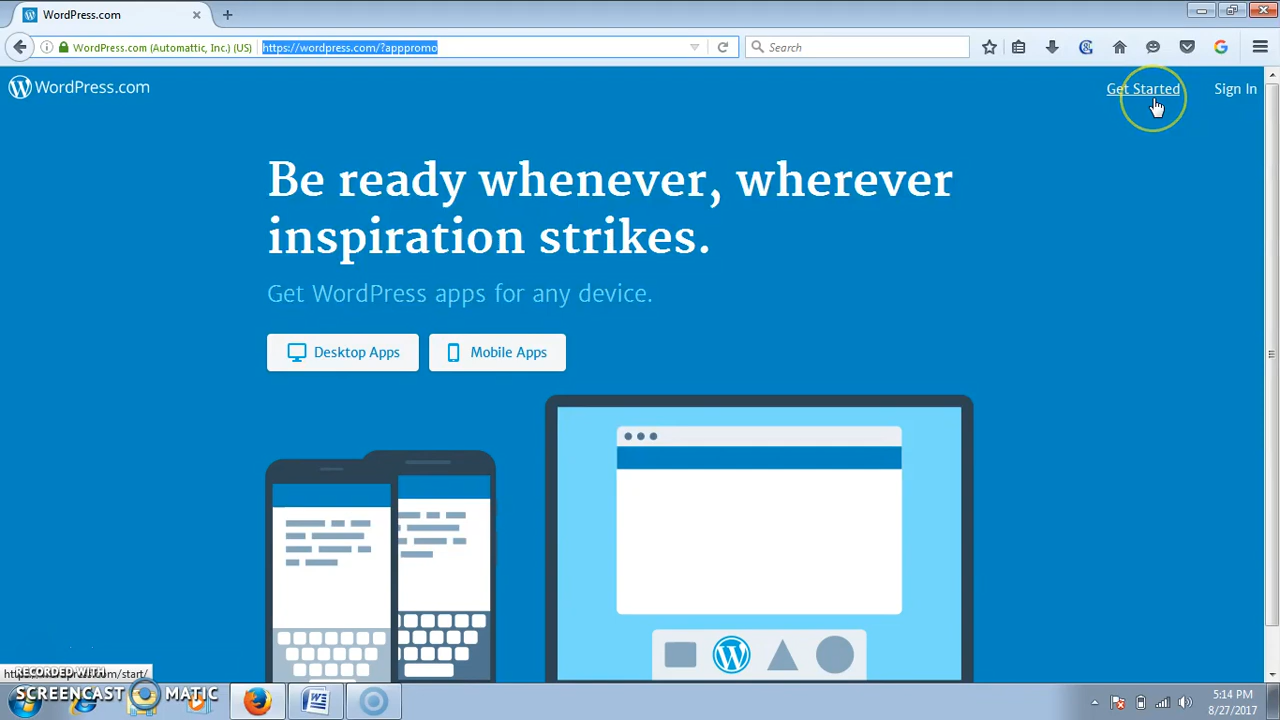 WordPress.com
WordPress.com (Automattic, Inc.) (US)
https://wordpress.com/?apppromo
Search
WordPress.com
Get Started
Sign In
Be ready whenever, wherever
inspiration strikes.
Get WordPress apps for any device.
Desktop Apps
Mobile Apps
RECORDED WITH
SCREENCAST MATIC
5:14 PM
8/27/2017